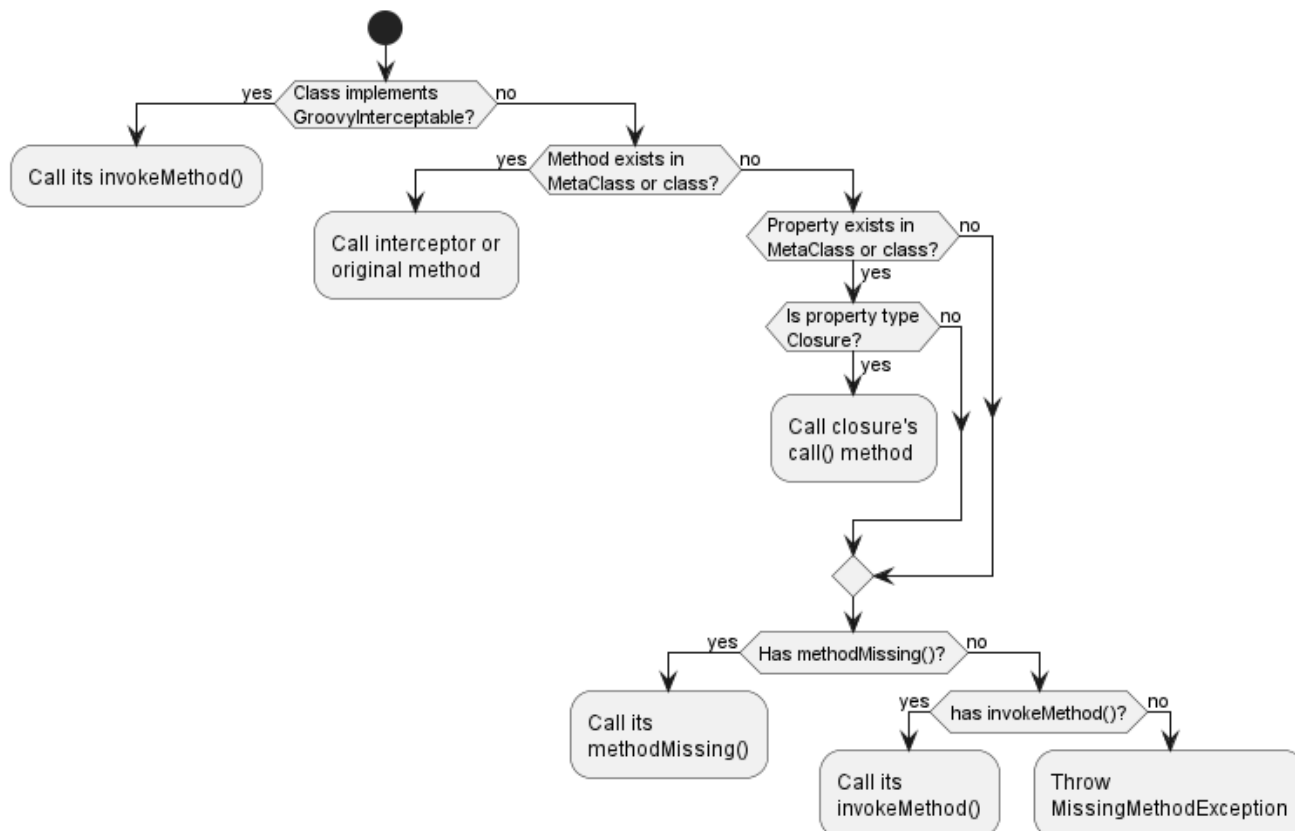 Class implements
GroovyInterceptable?
yes
no
Call its invokeMethod()
Method exists in
MetaClass or class?
yes
no
Call interceptor or
original method
Property exists in
MetaClass or class?
no
yes
Is property type
Closure?
no
yes
Call closure's
call() method
Has methodMissing()?
yes
no
Call its
methodMissing()
has invokeMethod()?
yes
no
Call its
invokeMethod()
Throw
MissingMethodException